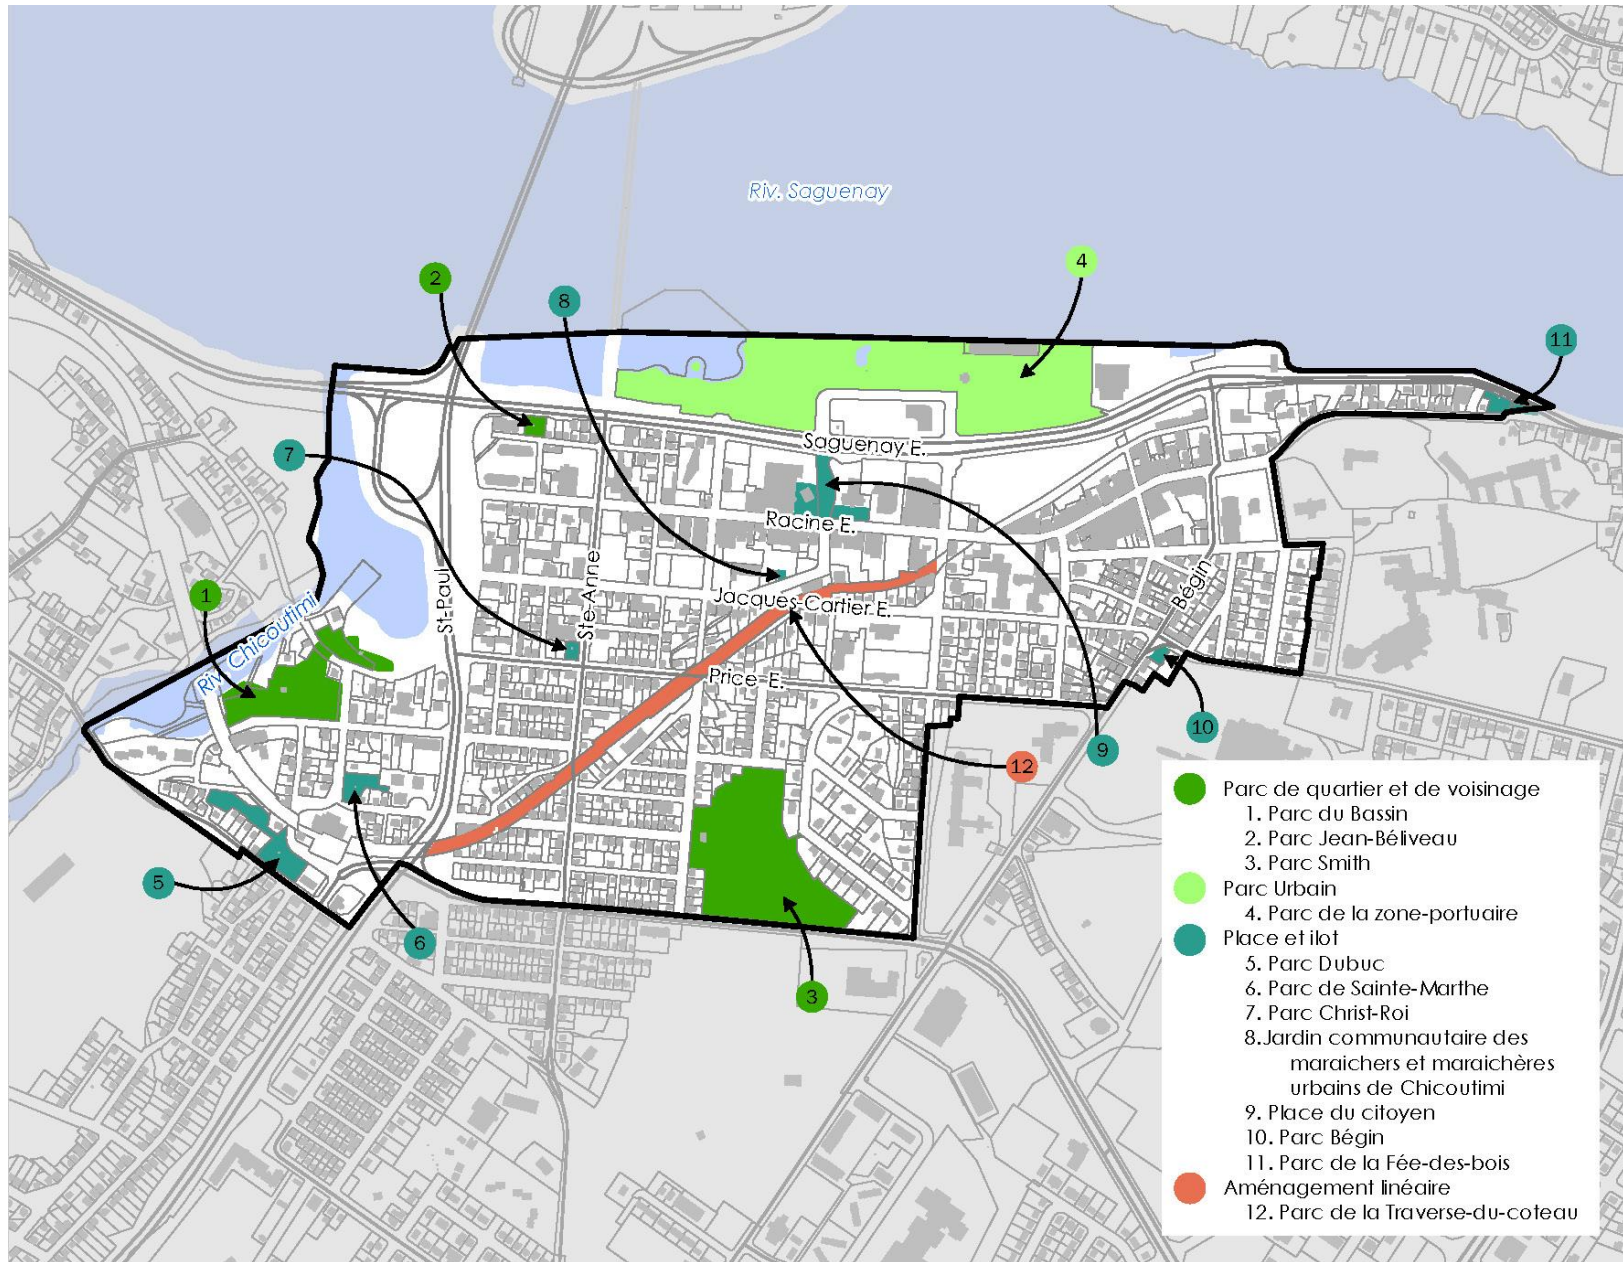 Riv. Saguenay
2
4
8
11
7
Saguenay E.
Racine E.
Ste-Anne
St-Paul
Bégin
1
Jacques-Cartier E.
Riv. Chicoutimi
Price E.
10
9
12
5
6
3
Parc de quartier et de voisinage
1. Parc du Bassin
2. Parc Jean-Béliveau
3. Parc Smith
Parc Urbain
4. Parc de la zone-portuaire
Place et ilot
5. Parc Dubuc
6. Parc de Sainte-Marthe
7. Parc Christ-Roi
8.Jardin communautaire des
maraichers et maraichères
urbains de Chicoutimi
9. Place du citoyen
10. Parc Bégin
11. Parc de la Fée-des-bois
Aménagement linéaire
12. Parc de la Traverse-du-coteau